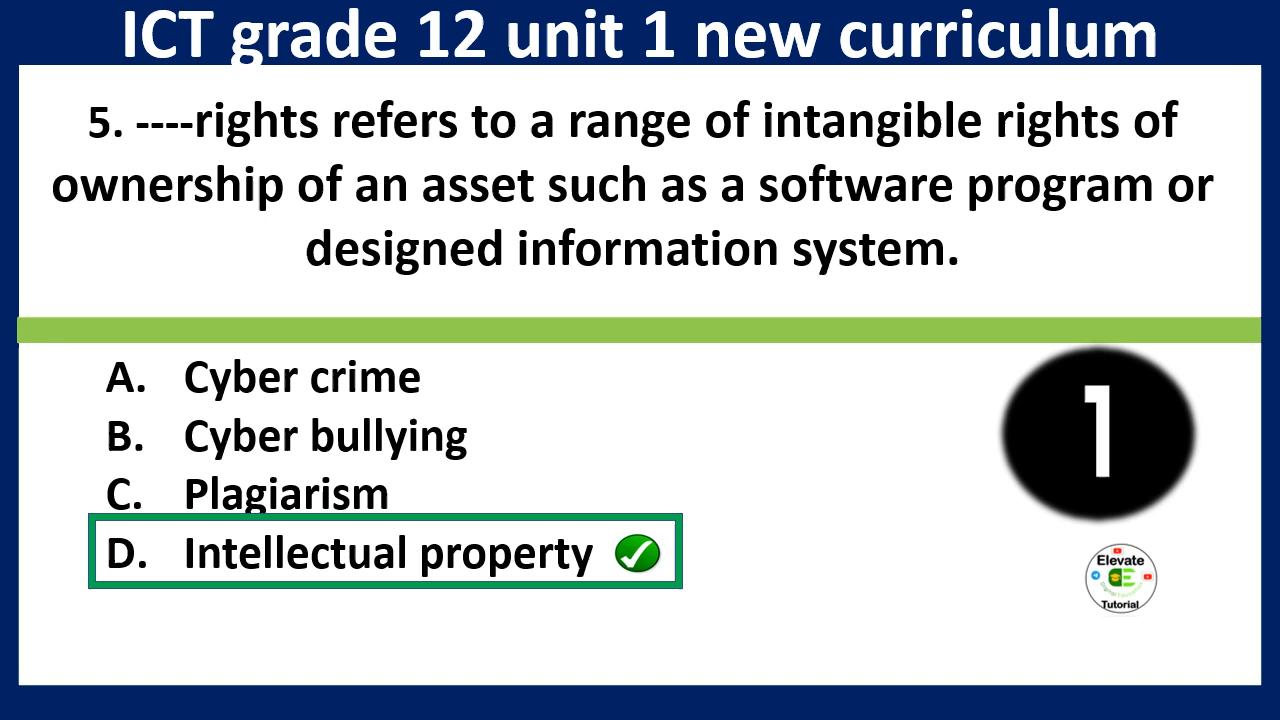 ICT grade 12 unit 1 new curriculum
5. ----rights refers to a range of intangible rights of
ownership of an asset such as a software program or
designed information system.
A. Cyber crime
B. Cyber bullying
C. Plagiarism
D. Intellectual property
1
Elevate
Tutorial